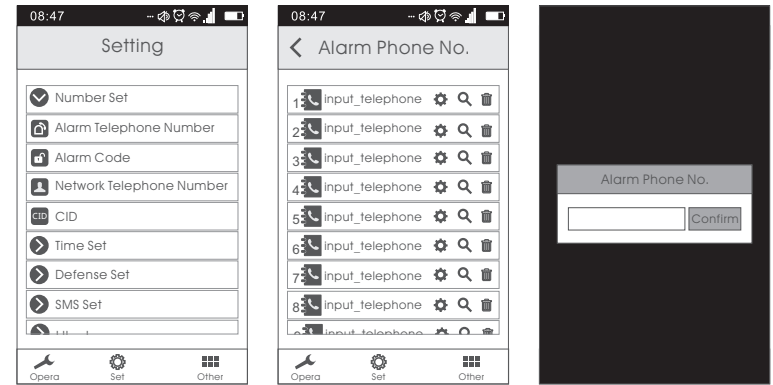 08:47
Setting
Number Set
Alarm Telephone Number
Alarm Code
Network Telephone Number
CID CID
Time Set
Defense Set
SMS Set
Opera Set Other
08:47
Alarm Phone No.
1 input_telephone
2 input_telephone
3 input_telephone
4 input_telephone
5 input_telephone
6 input_telephone
7 input_telephone
8 input_telephone
input_telephone
Opera Set Other
Alarm Phone No.
Confirm